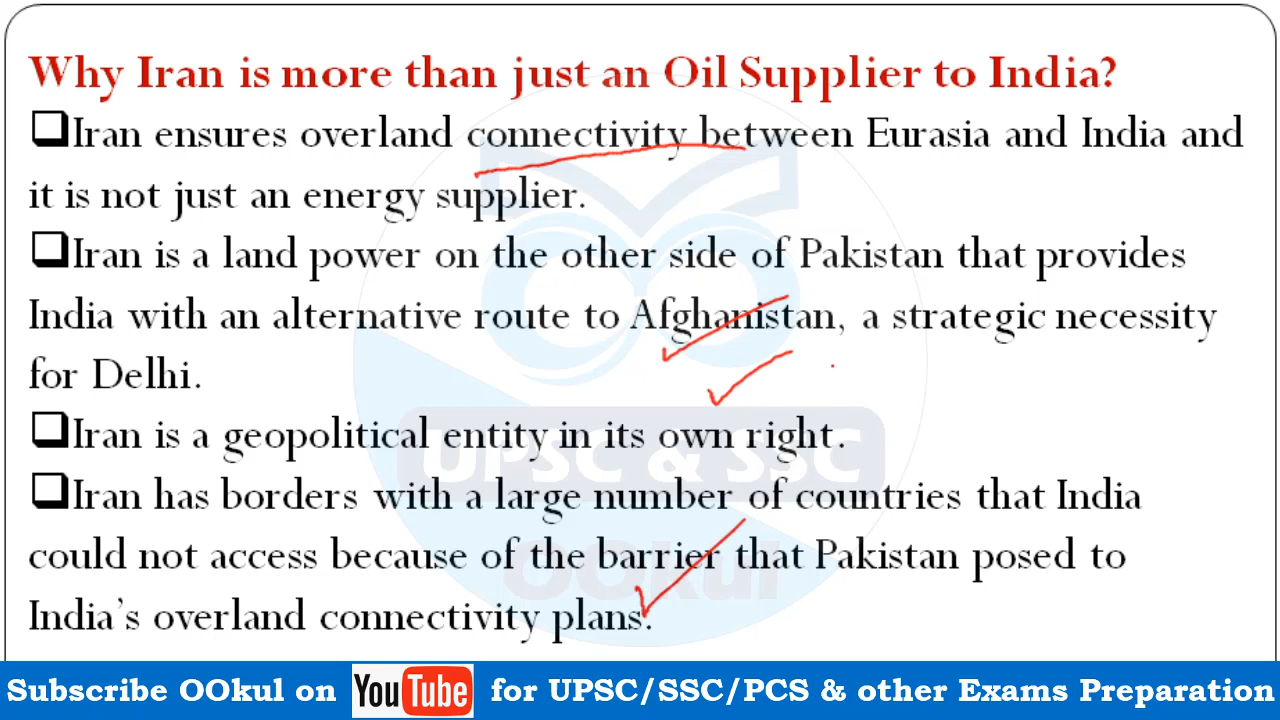 Why Iran is more than just an Oil Supplier to India?
❑Iran ensures overland connectivity between Eurasia and India and
it is not just an energy supplier.
❑Iran is a land power on the other side of Pakistan that provides
India with an alternative route to Afghanistan, a strategic necessity
for Delhi.
❑Iran is a geopolitical entity in its own right.
UPSC & SSC
❑Iran has borders with a large number of countries that India
could not access because of the barrier that Pakistan posed to
OOkul
India's overland connectivity plans.
Subscribe OOkul on YouTube for UPSC/SSC/PCS & other Exams Preparation